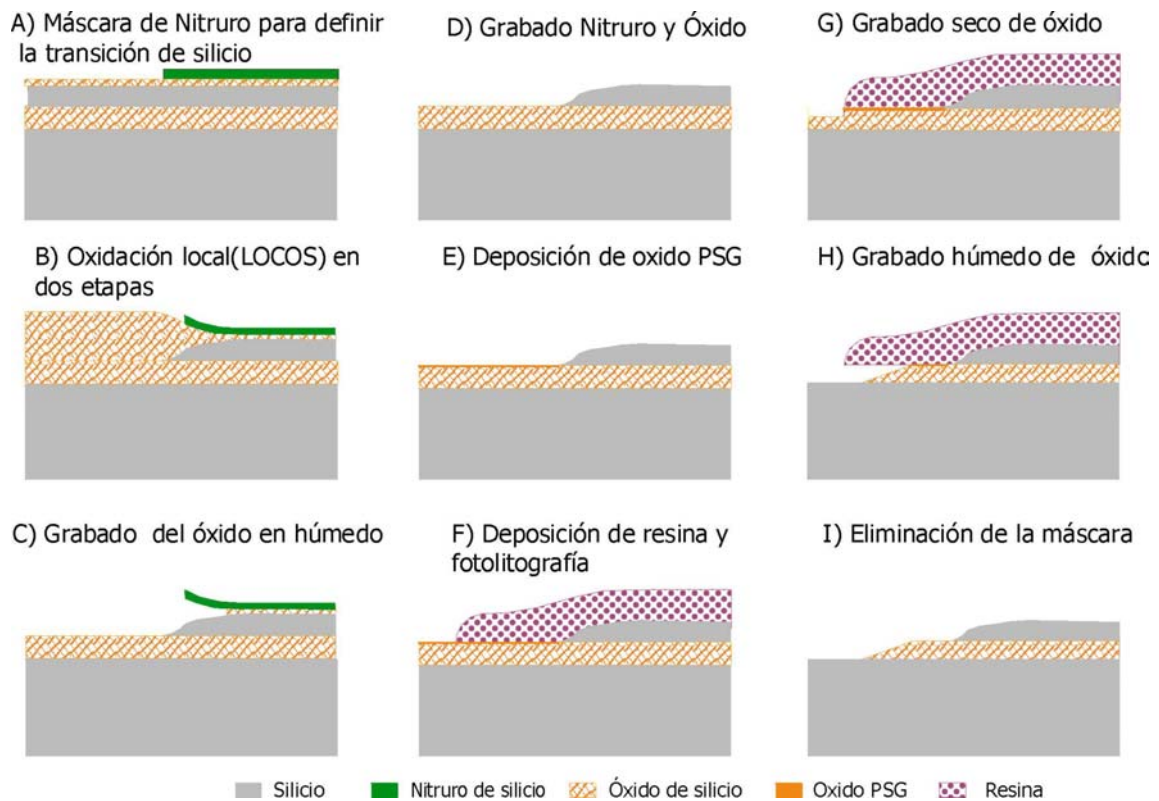 A) Máscara de Nitruro para definir
la transición de silicio
B) Oxidación local(LOCOS) en
dos etapas
C) Grabado del óxido en húmedo
D) Grabado Nitruro y Óxido
E) Deposición de oxido PSG
F) Deposición de resina y
fotolitografía
G) Grabado seco de óxido
H) Grabado húmedo de óxido
I) Eliminación de la máscara
Silicio
Nitruro de silicio
Óxido de silicio
Oxido PSG
Resina